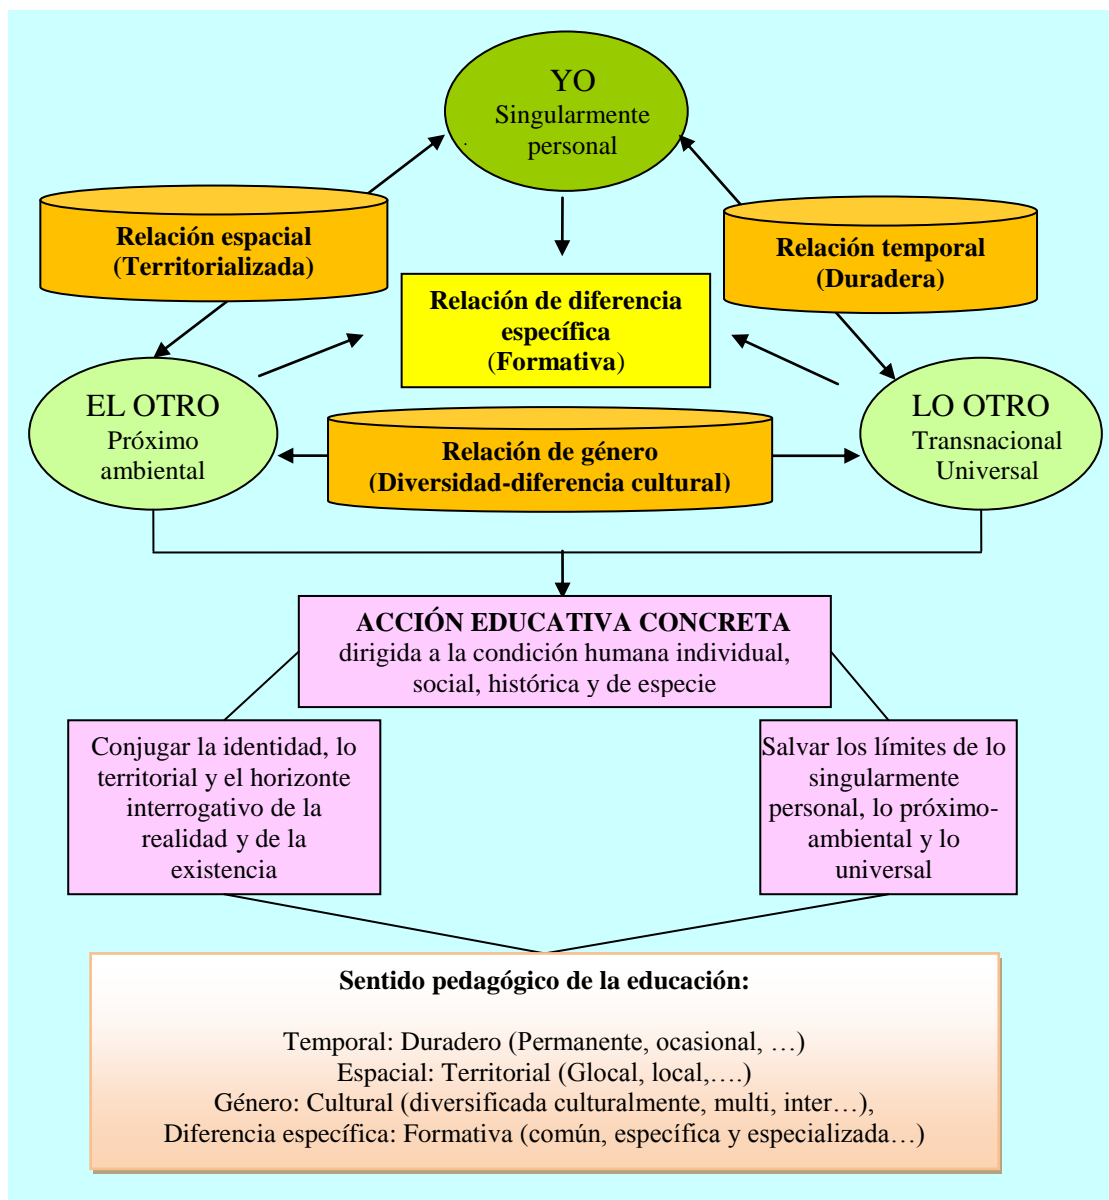 YO
Singularmente
personal
Relación espacial
(Territorializada)
Relación temporal
(Duradera)
Relación de diferencia
específica
(Formativa)
EL OTRO
Próximo
ambiental
LO OTRO
Transnacional
Universal
Relación de género
(Diversidad-diferencia cultural)
ACCIÓN EDUCATIVA CONCRETA
dirigida a la condición humana individual,
social, histórica y de especie
Conjugar la identidad, lo
territorial y el horizonte
interrogativo de la
realidad y de la
existencia
Salvar los límites de lo
singularmente
personal, lo próximo-
ambiental y lo
universal
Sentido pedagógico de la educación:
Temporal: Duradero (Permanente, ocasional, …)
Espacial: Territorial (Glocal, local,….)
Género: Cultural (diversificada culturalmente, multi, inter…),
Diferencia específica: Formativa (común, específica y especializada…)